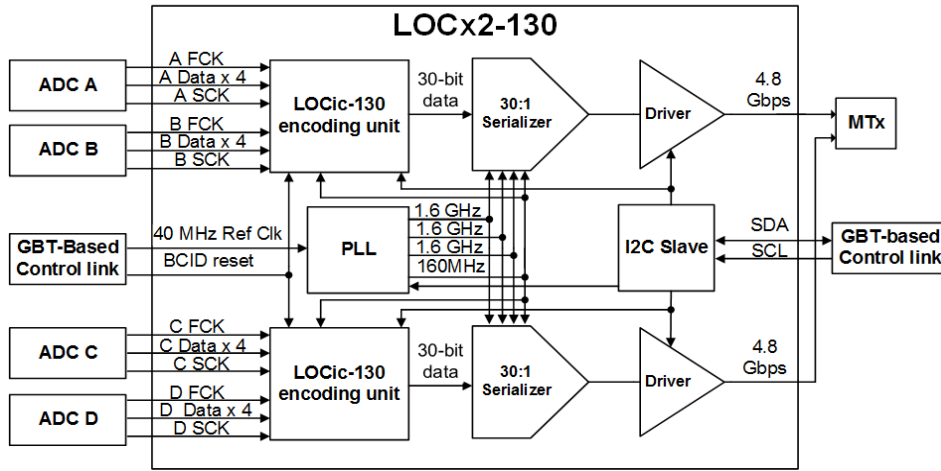 LOCx2-130
ADC A
A FCK
A Data x 4
A SCK
ADC B
B FCK
B Data x 4
B SCK
LOCic-130
encoding unit
30-bit
data
30:1
Serializer
Driver
4.8
Gbps
MTx
GBT-Based
Control link
40 MHz Ref Clk
BCID reset
PLL
1.6 GHz
1.6 GHz
1.6 GHz
160MHz
I2C Slave
SDA
SCL
GBT-based
Control link
ADC C
C FCK
C Data x 4
C SCK
ADC D
D FCK
D Data x 4
D SCK
LOCic-130
encoding unit
30-bit
data
30:1
Serializer
Driver
4.8
Gbps